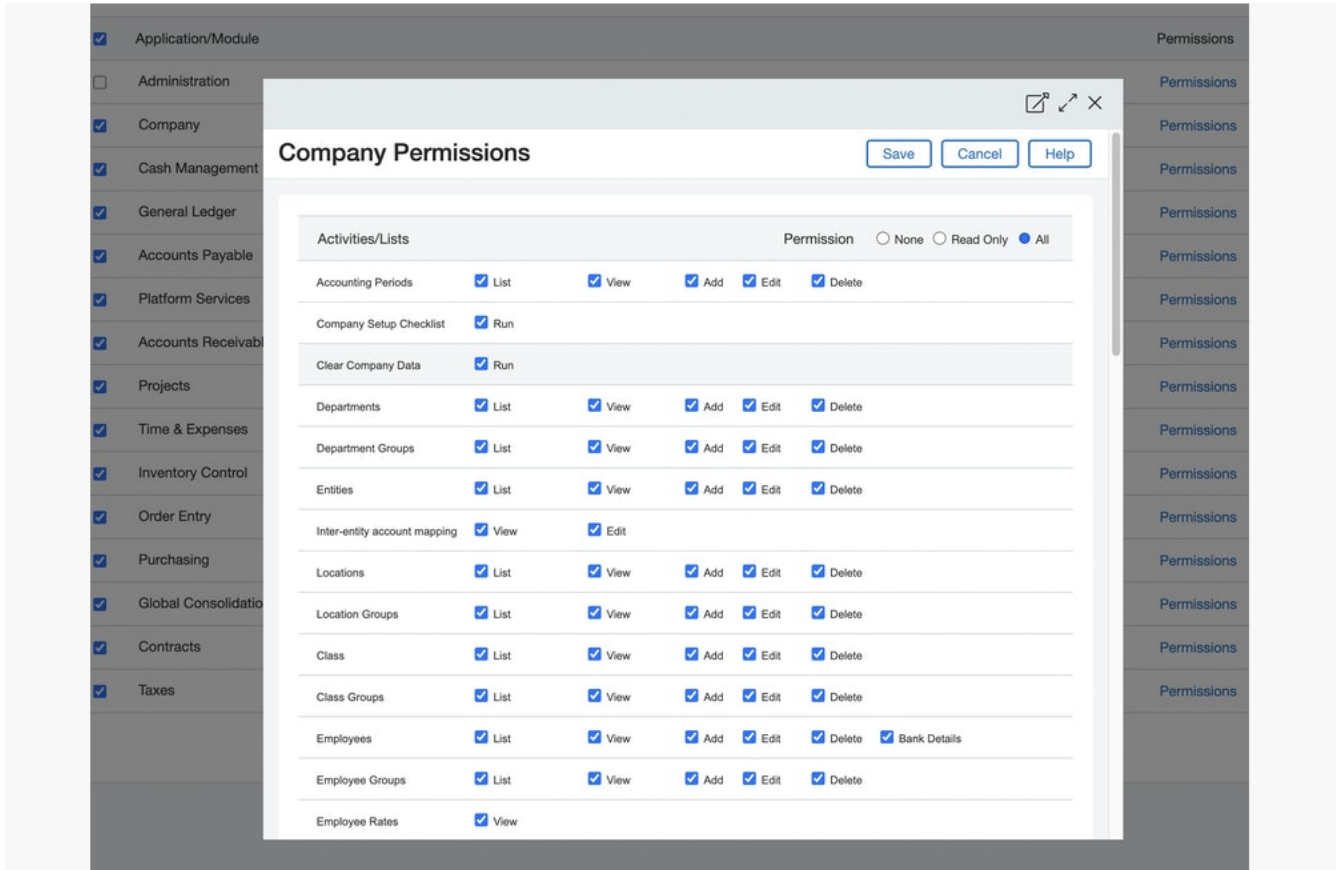 Application/Module Permissions
Administration Permissions
Company Permissions
Cash Management Permissions
General Ledger Permissions
Accounts Payable Permissions
Platform Services Permissions
Accounts Receivabl Permissions
Projects Permissions
Time & Expenses Permissions
Inventory Control Permissions
Order Entry Permissions
Purchasing Permissions
Global Consolidatio Permissions
Contracts Permissions
Taxes Permissions
Company Permissions Save Cancel Help
Activities/Lists Permission None Read Only All
Accounting Periods List View Add Edit Delete
Company Setup Checklist Run
Clear Company Data Run
Departments List View Add Edit Delete
Department Groups List View Add Edit Delete
Entities List View Add Edit Delete
Inter-entity account mapping View Edit
Locations List View Add Edit Delete
Location Groups List View Add Edit Delete
Class List View Add Edit Delete
Class Groups List View Add Edit Delete
Employees List View Add Edit Delete Bank Details
Employee Groups List View Add Edit Delete
Employee Rates View